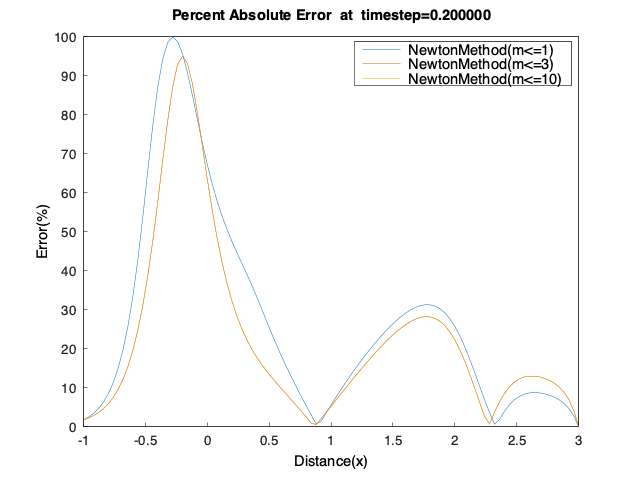 Percent Absolute Error at timestep=0.200000
NewtonMethod(m<=1)
NewtonMethod(m<=3)
NewtonMethod(m<=10)
100
90
80
70
60
50
40
30
20
10
0
Error(%)
-1 -0.5 0 0.5 1 1.5 2 2.5 3
Distance(x)